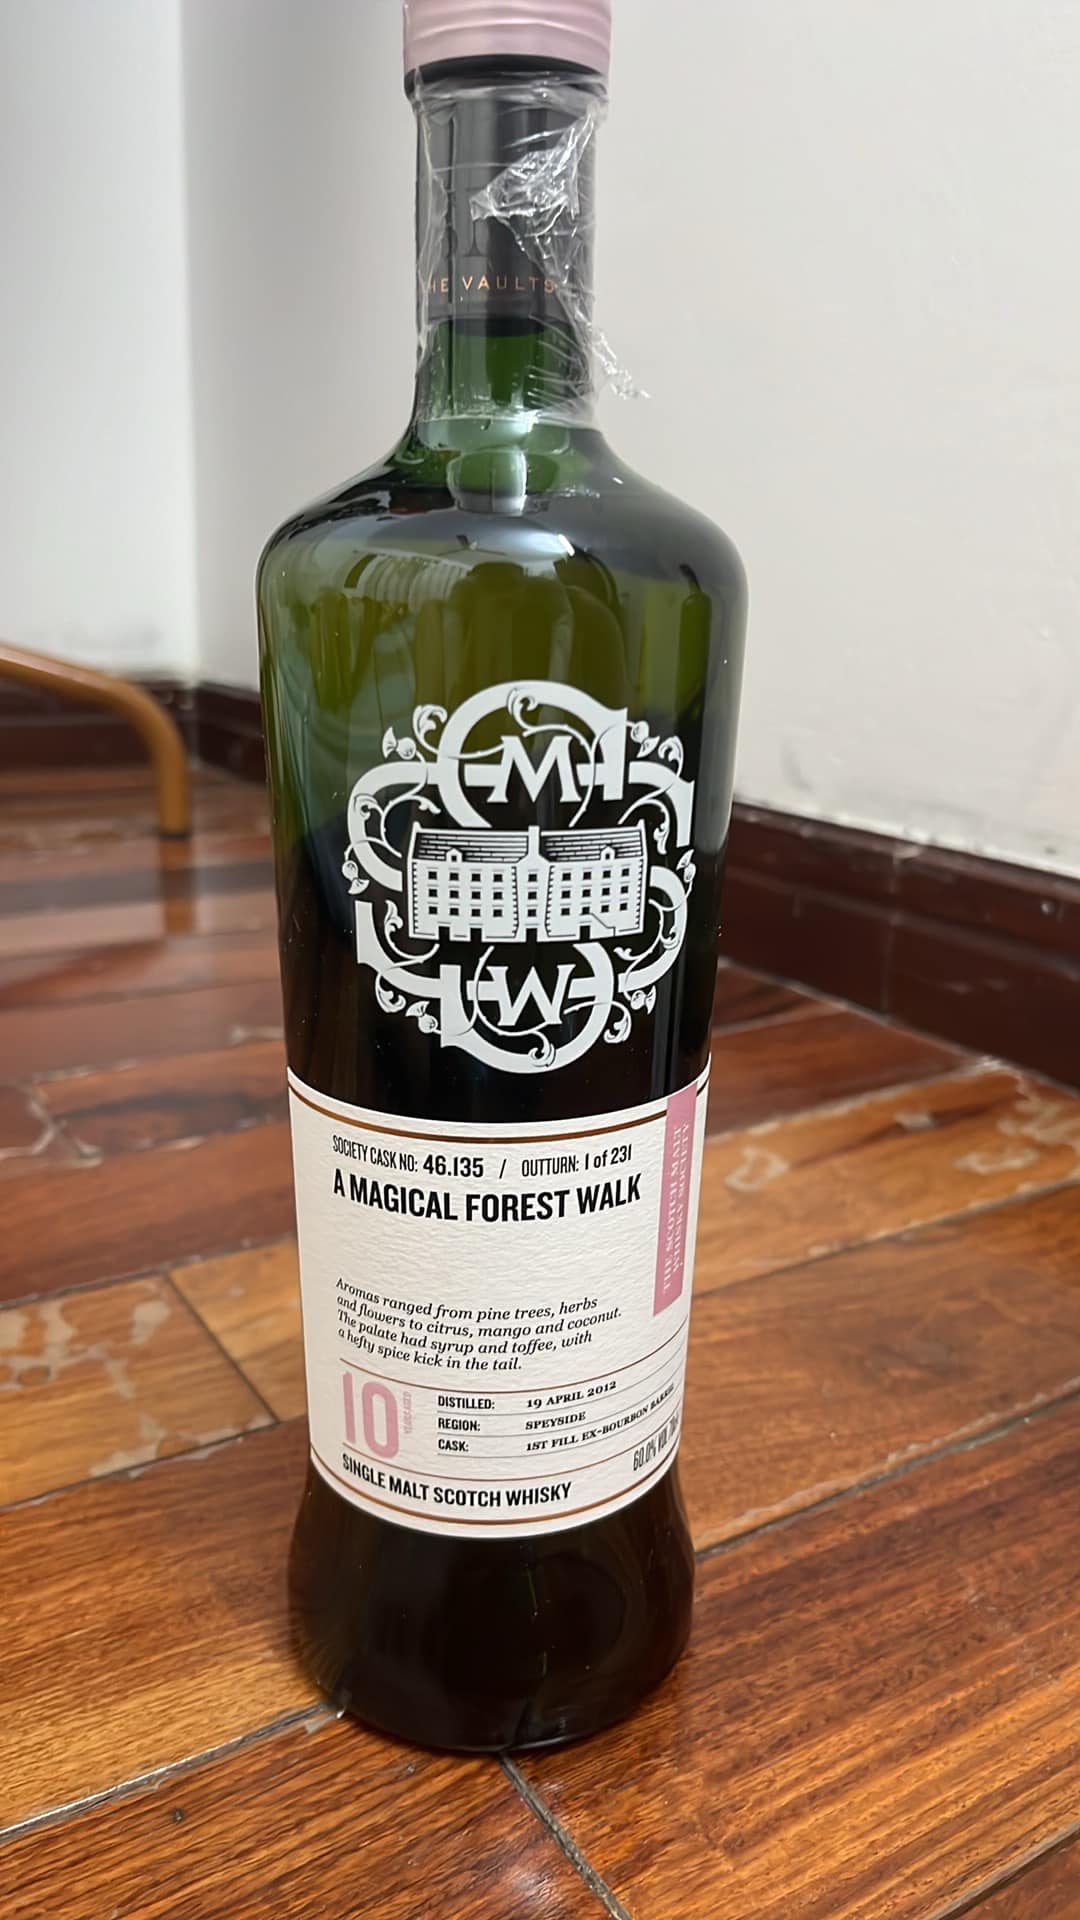 HE VAULTS
SOCIETY CASK NO: 46.135 / OUTTURN: 1 of 231
A MAGICAL FOREST WALK
THE SCOTCH MALT
WHISKY SOCIETY
Aromas ranged from pine trees, herbs
and flowers to citrus, mango and coconut.
The palate had syrup and toffee, with
a hefty spice kick in the tail.
10 YEARS AGED
DISTILLED: 19 APRIL 2012
REGION: SPEYSIDE
CASK: 1ST FILL EX-BOURBON BARREL
60.0% VOL
SINGLE MALT SCOTCH WHISKY